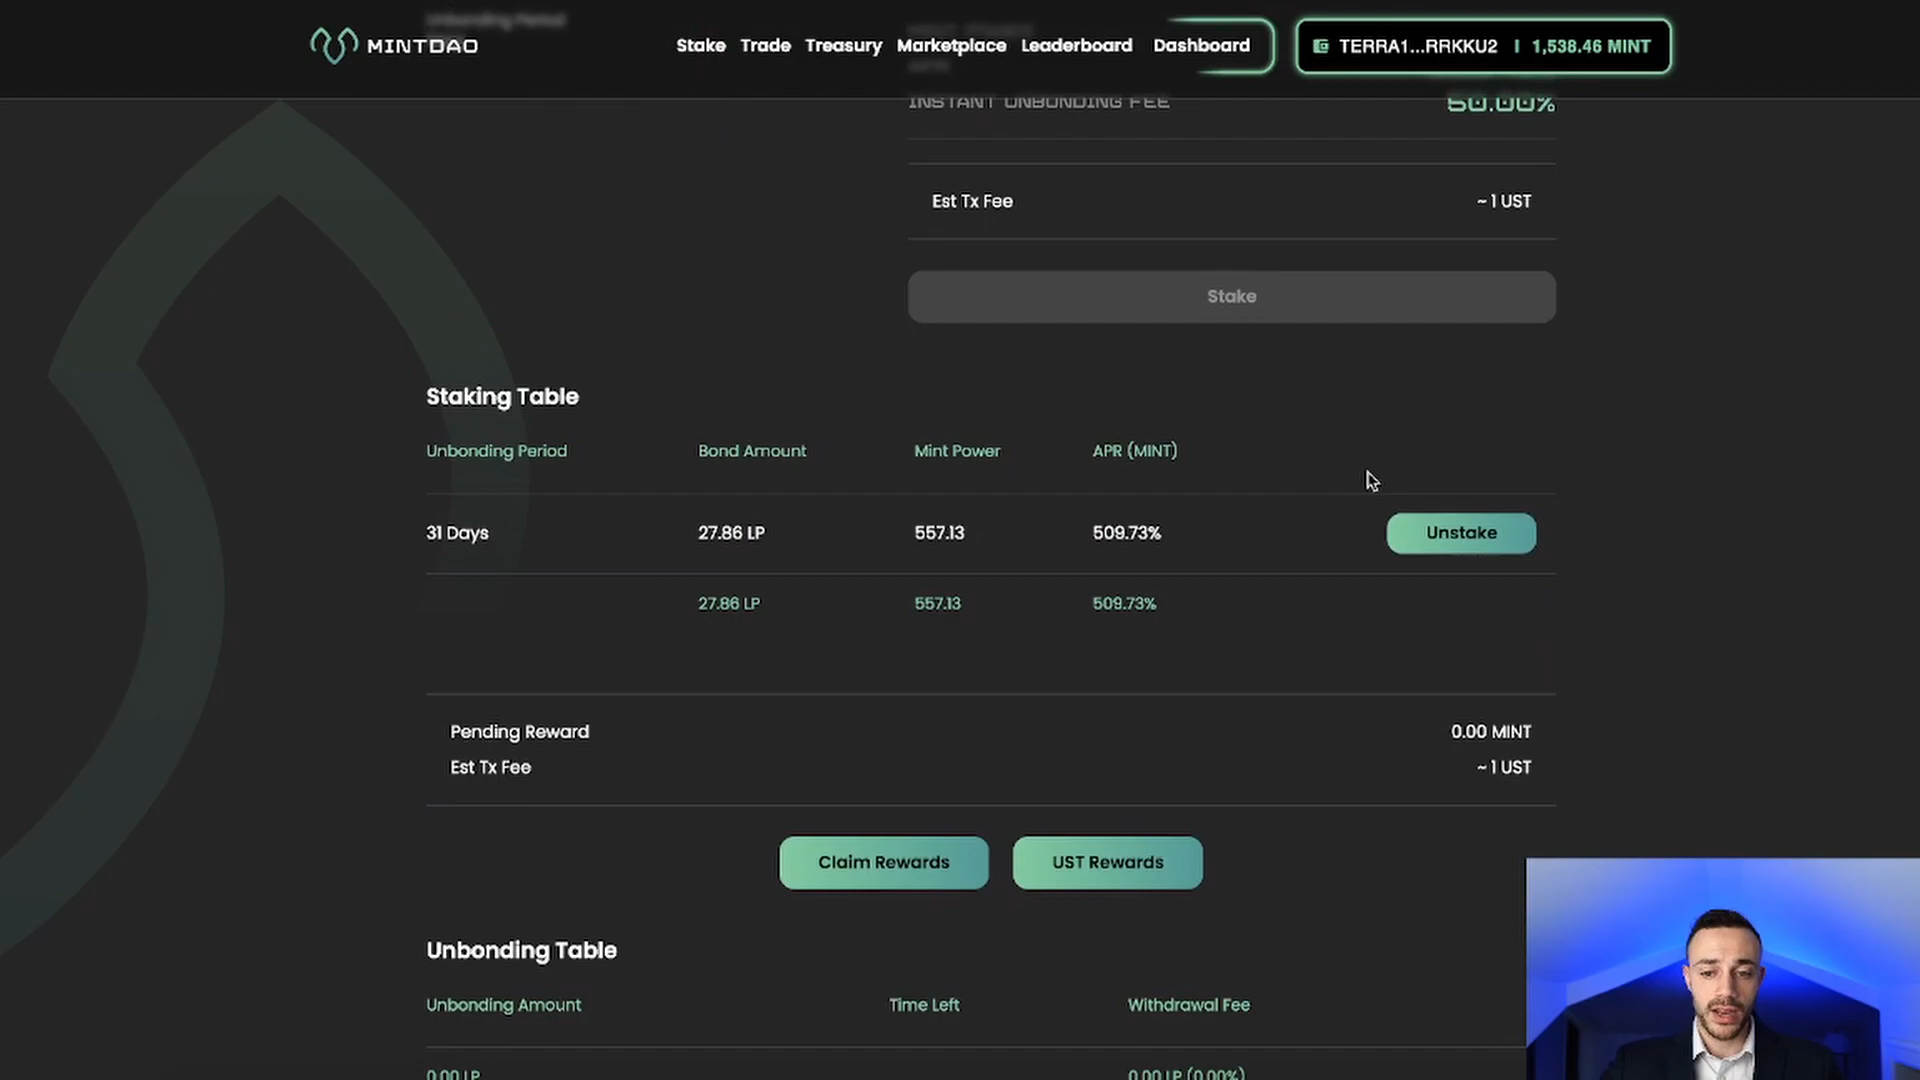 MINTDAO
Stake Trade Treasury Marketplace Leaderboard Dashboard TERRA1...RRKKU2 | 1,538.46 MINT
Unbonding Period
INSTANT UNBONDING FEE 50.00%
Est Tx Fee ~ 1 UST
Stake
Staking Table
Unbonding Period Bond Amount Mint Power APR (MINT)
31 Days 27.86 LP 557.13 509.73% Unstake
27.86 LP 557.13 509.73%
Pending Reward 0.00 MINT
Est Tx Fee ~ 1 UST
Claim Rewards UST Rewards
Unbonding Table
Unbonding Amount Time Left Withdrawal Fee
0.00 LP 0.00 LP (0.00%)